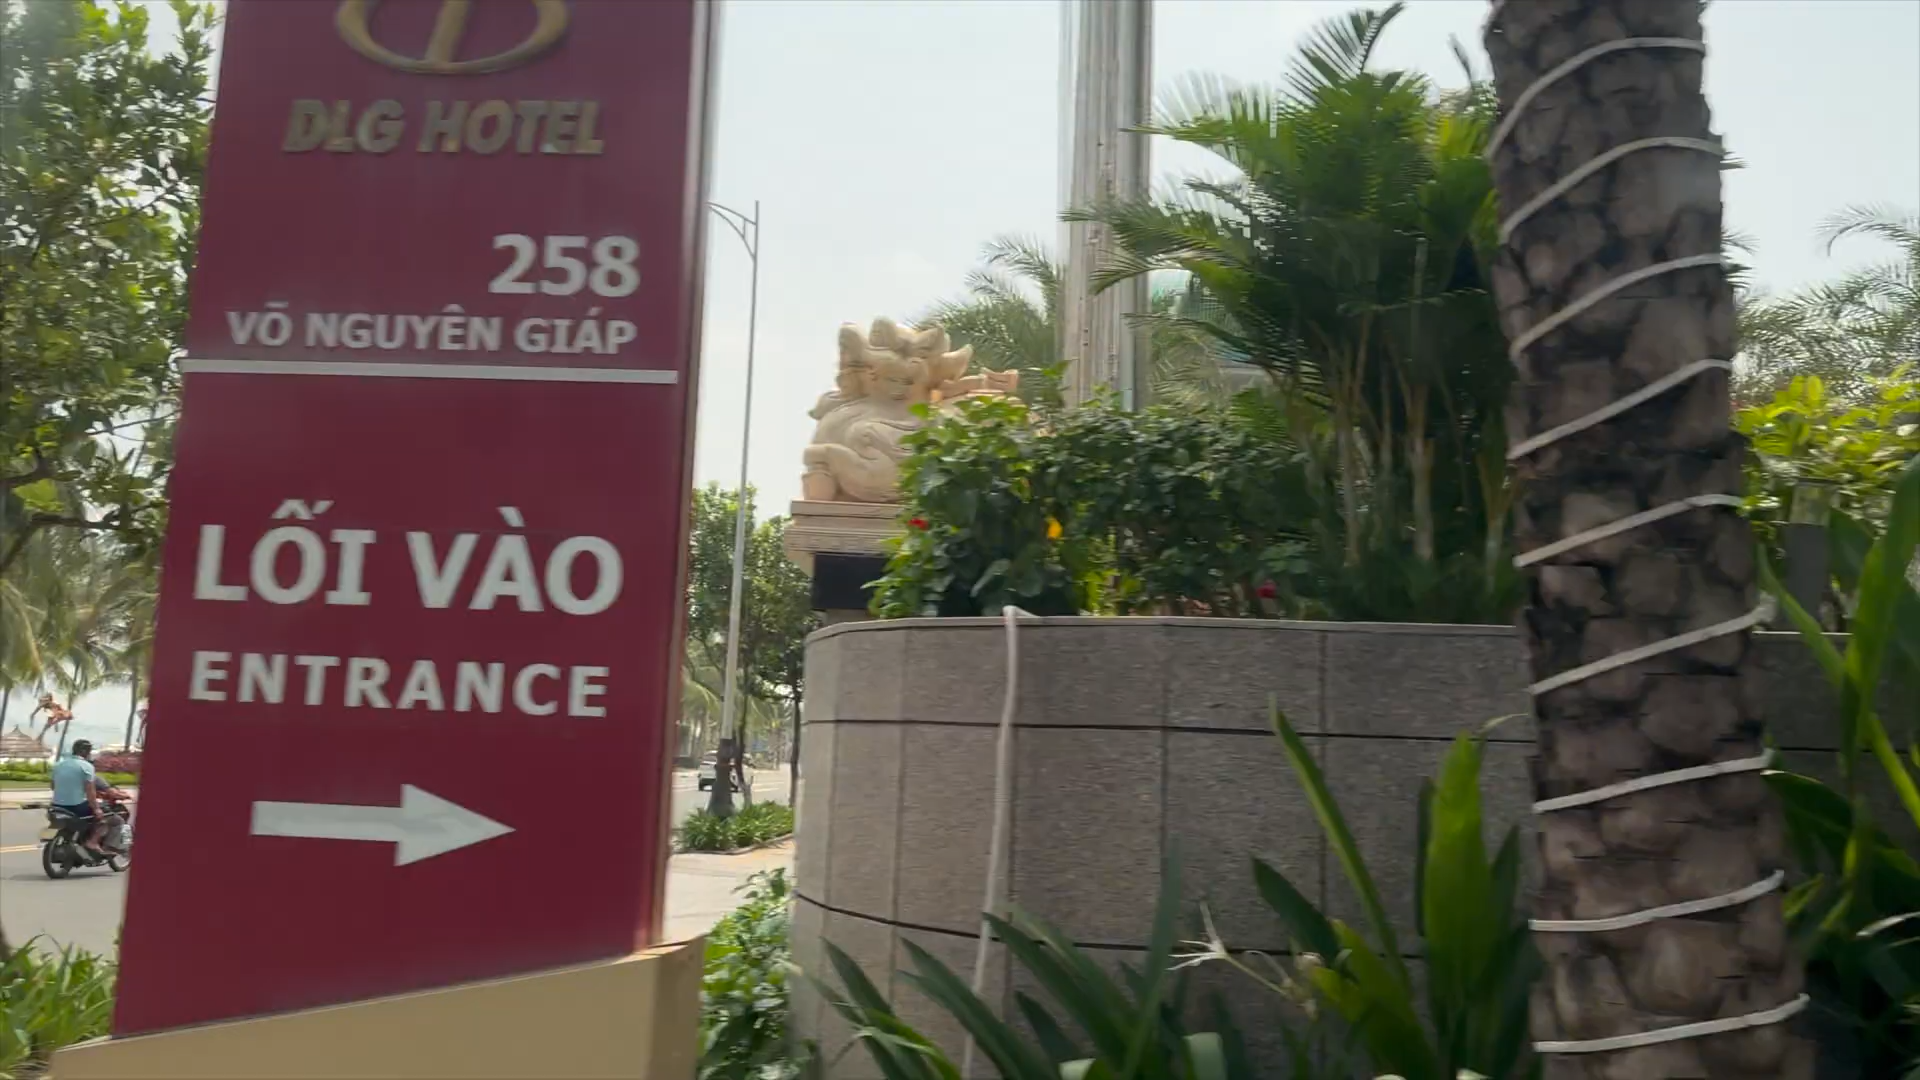 DLG HOTEL
258
VÕ NGUYÊN GIÁP
LỐI VÀO
ENTRANCE